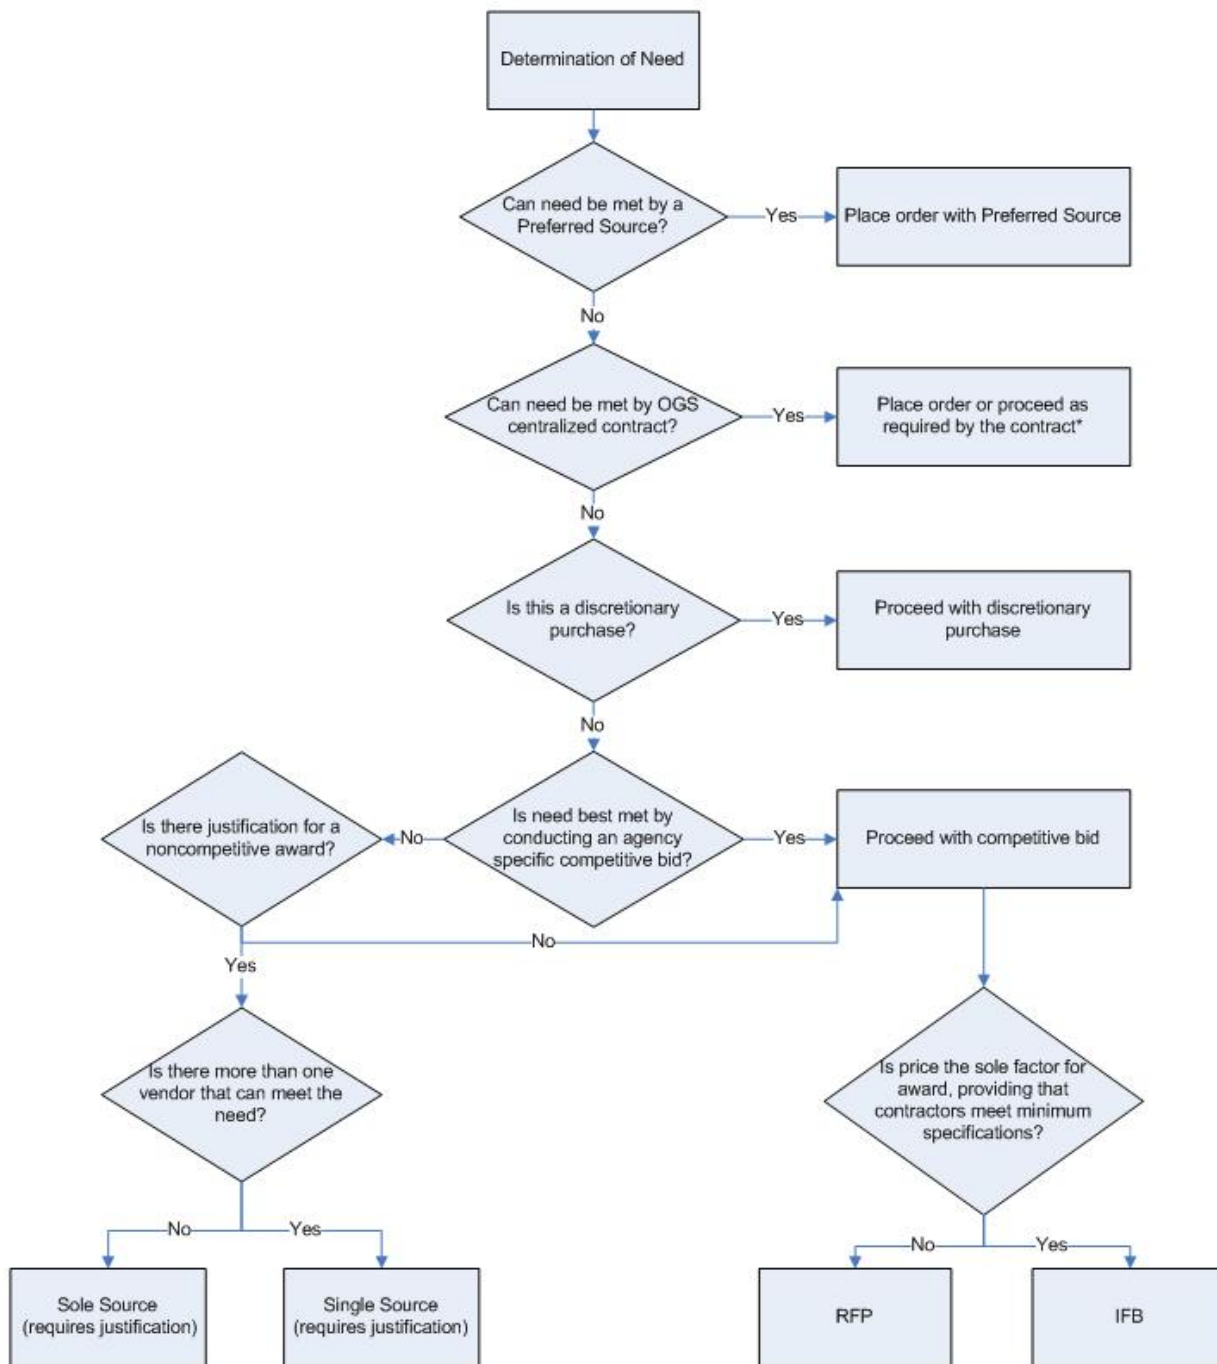 Determination of Need
Can need be met by a
Preferred Source?
Yes
Place order with Preferred Source
No
Can need be met by OGS
centralized contract?
Yes
Place order or proceed as
required by the contract*
No
Is this a discretionary
purchase?
Yes
Proceed with discretionary
purchase
No
Is there justification for a
noncompetitive award?
No
Is need best met by
conducting an agency
specific competitive bid?
Yes
Proceed with competitive bid
No
Yes
Is there more than one
vendor that can meet the
need?
Is price the sole factor for
award, providing that
contractors meet minimum
specifications?
No
Yes
No
Yes
Sole Source
(requires justification)
Single Source
(requires justification)
RFP
IFB